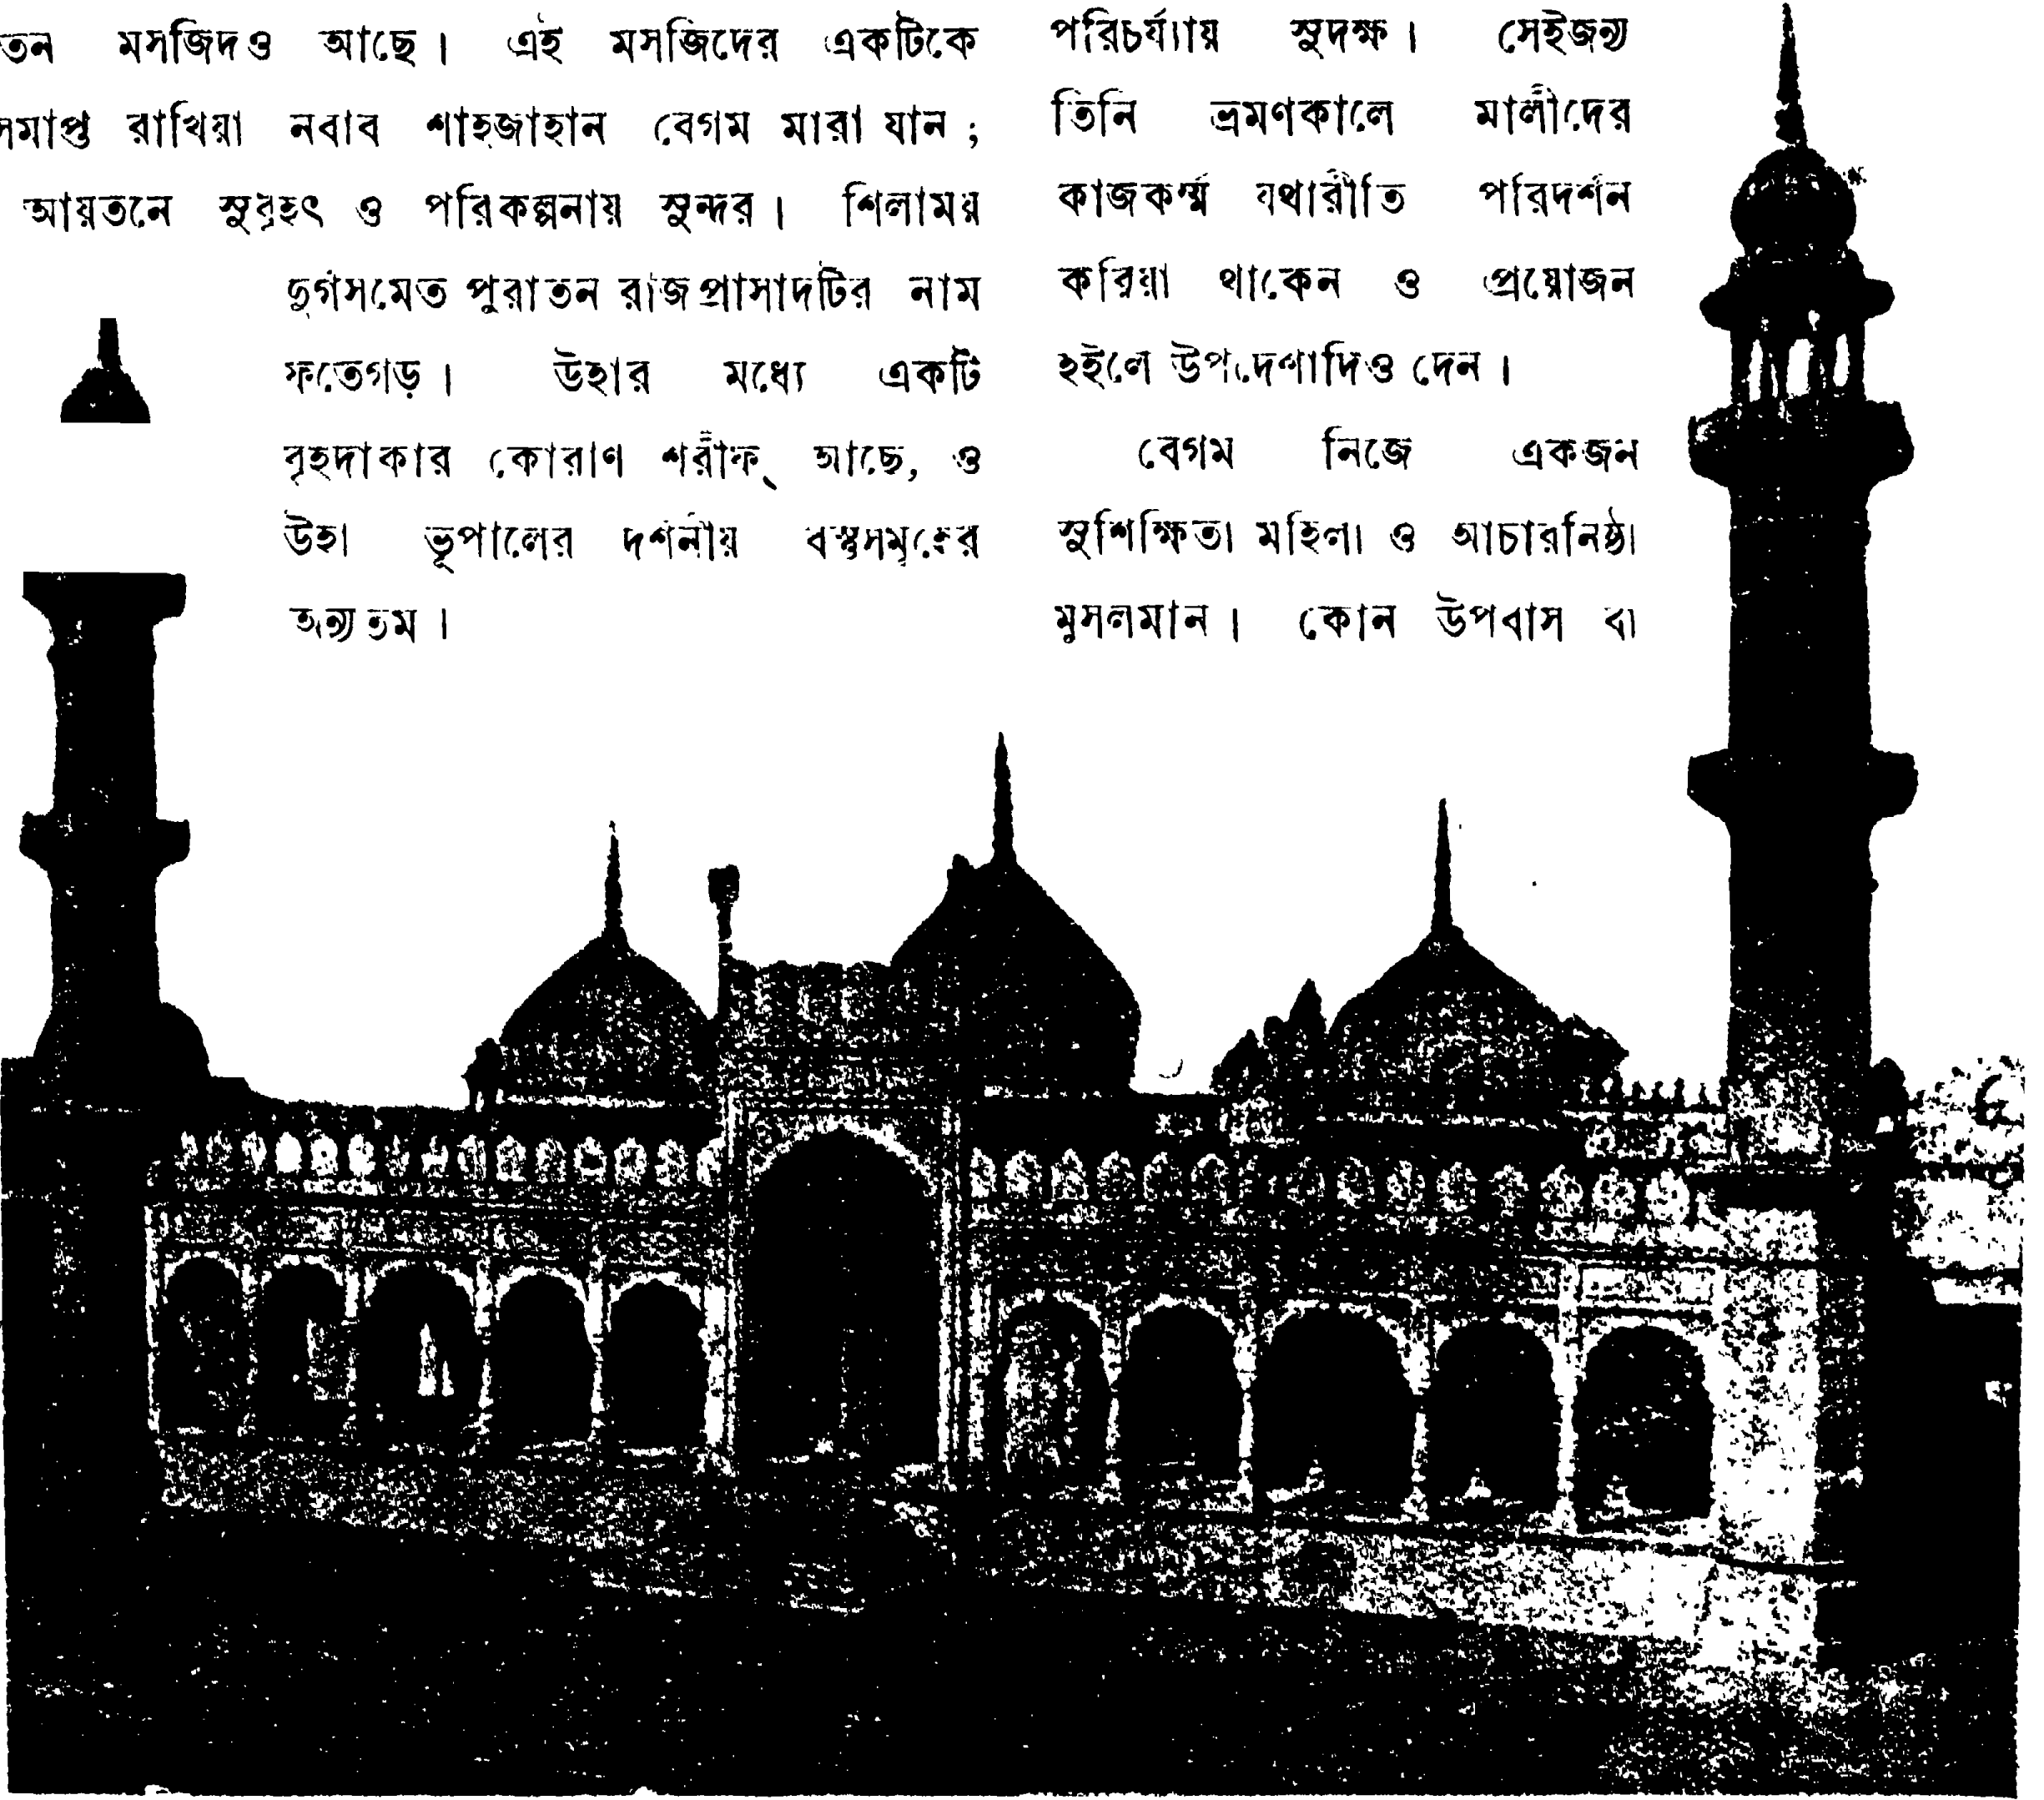 তন মসজিদও আছে। এই মসজিদের একটিকে
সমাপ্ত রাখিয়া নবাব শাহজাহান বেগম মারা যান;
আয়তনে সুবৃহৎ ও পরিকল্পনায় সুন্দর। শিলাময়
দুর্গসমেত পুরাতন রাজপ্রাসাদটির নাম
ফতেগড়। উহার মধ্যে একটি
বৃহদাকার কোরাণ শরীফ্ আছে, ও
উহা ভূপালের দর্শনীয় বস্তুসমূহের
অন্যতম।
পরিচর্য্যায় সুদক্ষ। সেইজন্য
তিনি ভ্রমণকালে মালীদের
কাজকর্ম্ম যথারীতি পরিদর্শন
করিয়া থাকেন ও প্রয়োজন
হইলে উপদেশাদিও দেন।
বেগম নিজে একজন
সুশিক্ষিতা মহিলা ও আচারনিষ্ঠা
মুসলমান। কোন উপবাস বা